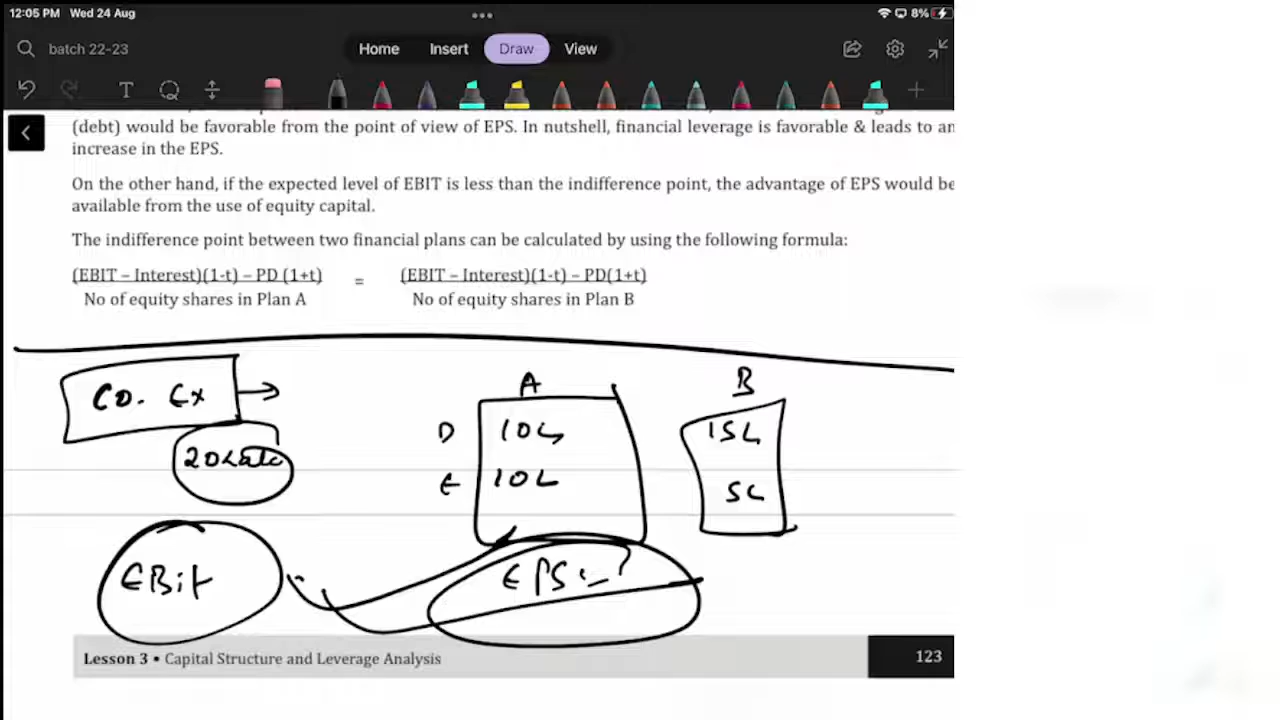 12:05 PM Wed 24 Aug
8%
batch 22-23
Home Insert Draw View
T
(debt) would be favorable from the point of view of EPS. In nutshell, financial leverage is favorable & leads to an
increase in the EPS.
On the other hand, if the expected level of EBIT is less than the indifference point, the advantage of EPS would be
available from the use of equity capital.
The indifference point between two financial plans can be calculated by using the following formula:
(EBIT – Interest)(1-t) – PD (1+t) = (EBIT – Interest)(1-t) – PD(1+t)
No of equity shares in Plan A No of equity shares in Plan B
CO. Ex
A B
D 10L 15L
20Lakh
E 10L 5L
EBit EPS = ?
Lesson 3 • Capital Structure and Leverage Analysis 123